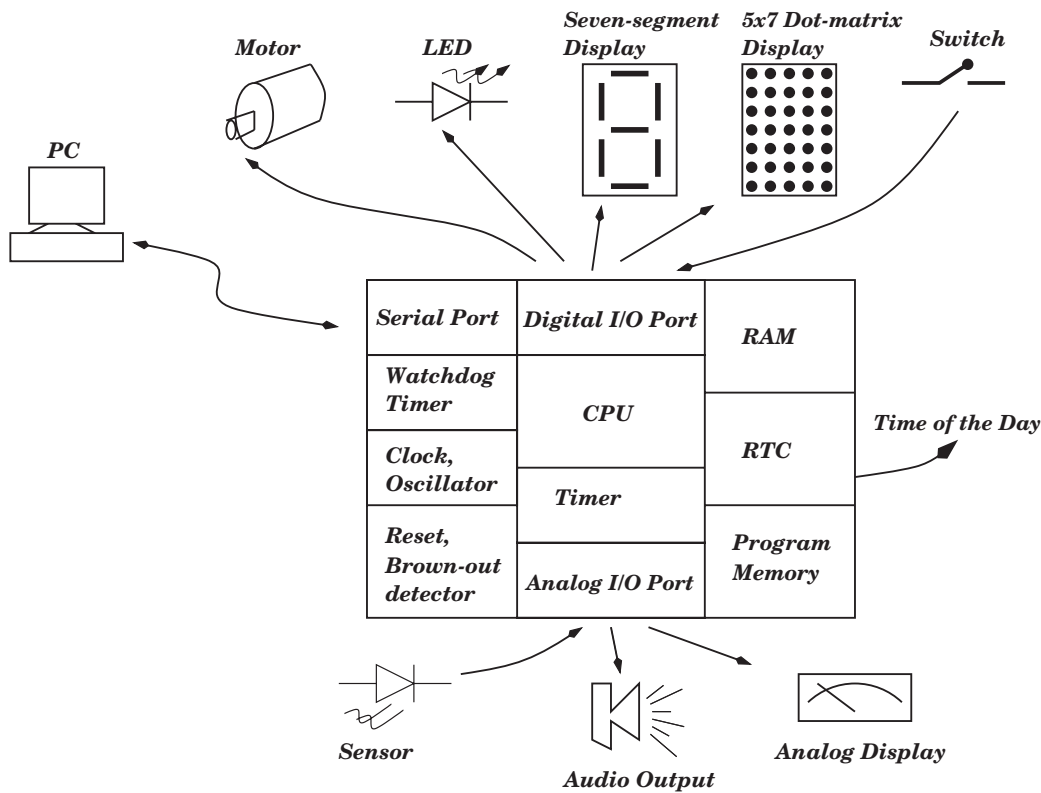 Seven-segment
Display
5x7 Dot-matrix
Display
Switch
Motor
LED
PC
Serial Port
Digital I/O Port
RAM
Watchdog
Timer
CPU
Time of the Day
Clock,
Oscillator
RTC
Timer
Reset,
Brown-out
detector
Program
Memory
Analog I/O Port
Sensor
Audio Output
Analog Display